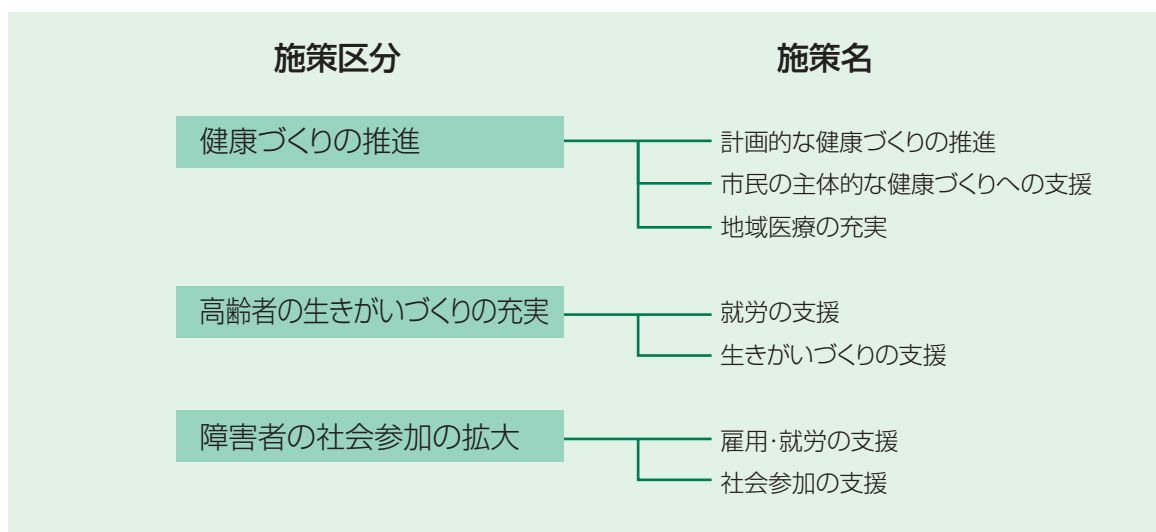 施策区分
施策名
健康づくりの推進
計画的な健康づくりの推進
市民の主体的な健康づくりへの支援
地域医療の充実
高齢者の生きがいづくりの充実
就労の支援
生きがいづくりの支援
障害者の社会参加の拡大
雇用・就労の支援
社会参加の支援